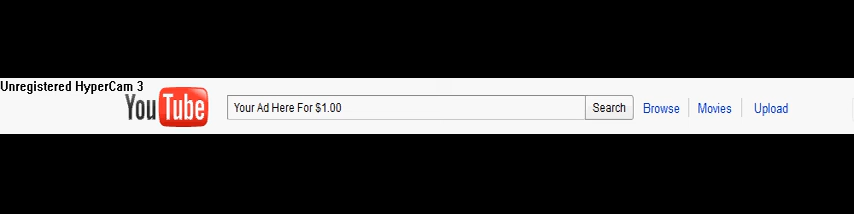 Unregistered HyperCam 3
YouTube Your Ad Here For $1.00 Search Browse Movies Upload